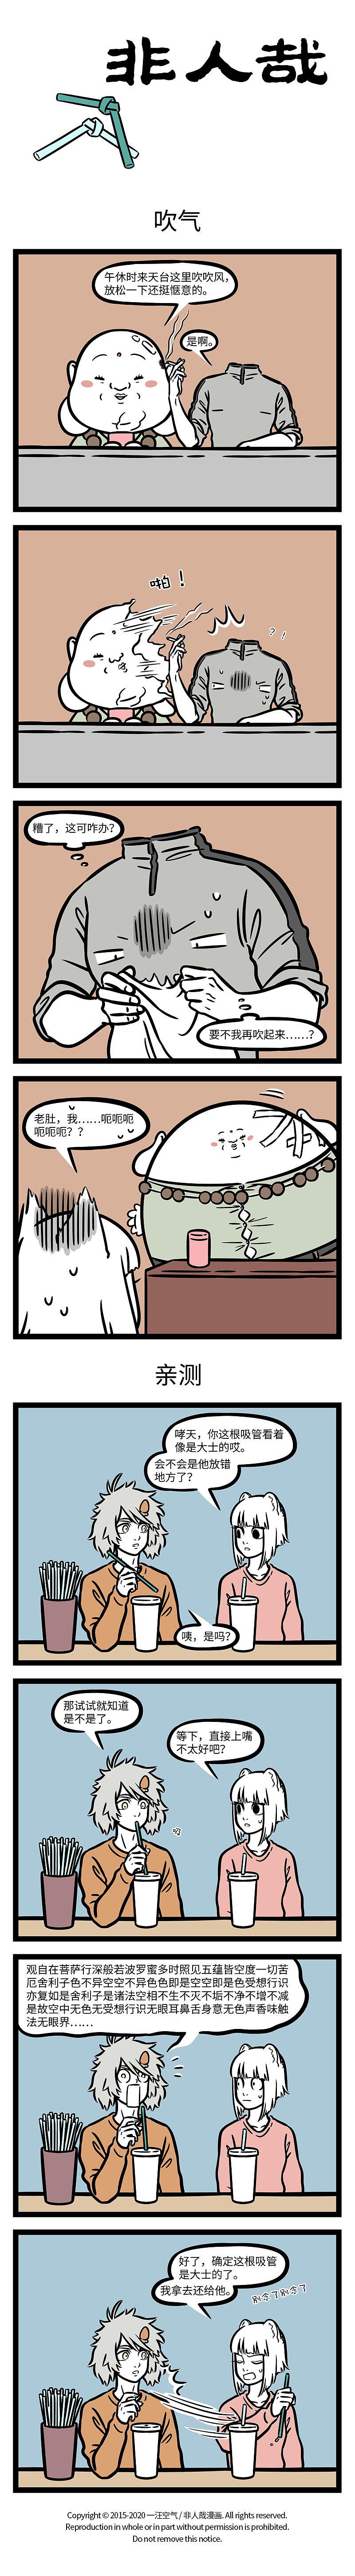 非人哉
吹气
午休时来天台这里吹吹风，
放松一下还挺惬意的。
是啊。
啪！
？！
糟了，这可咋办？
要不我再吹起来……？
老肚，我……呃呃呃
呃呃呃？？
亲测
哮天，你这根吸管看着
像是大士的哎。
会不会是他放错
地方了？
咦，是吗？
那试试就知道
是不是了。
等下，直接上嘴
不太好吧？
观自在菩萨行深般若波罗蜜多时照见五蕴皆空度一切苦
厄舍利子色不异空空不异色色即是空空即是色受想行识
亦复如是舍利子是诸法空相不生不灭不垢不净不增不减
是故空中无色无受想行识无眼耳鼻舌身意无色声香味触
法无眼界……
好了，确定这根吸管
是大士的了。
我拿去还给他。
别念了别念了
Copyright © 2015-2020 一汪空气 / 非人哉漫画. All rights reserved.
Reproduction in whole or in part without permission is prohibited.
Do not remove this notice.